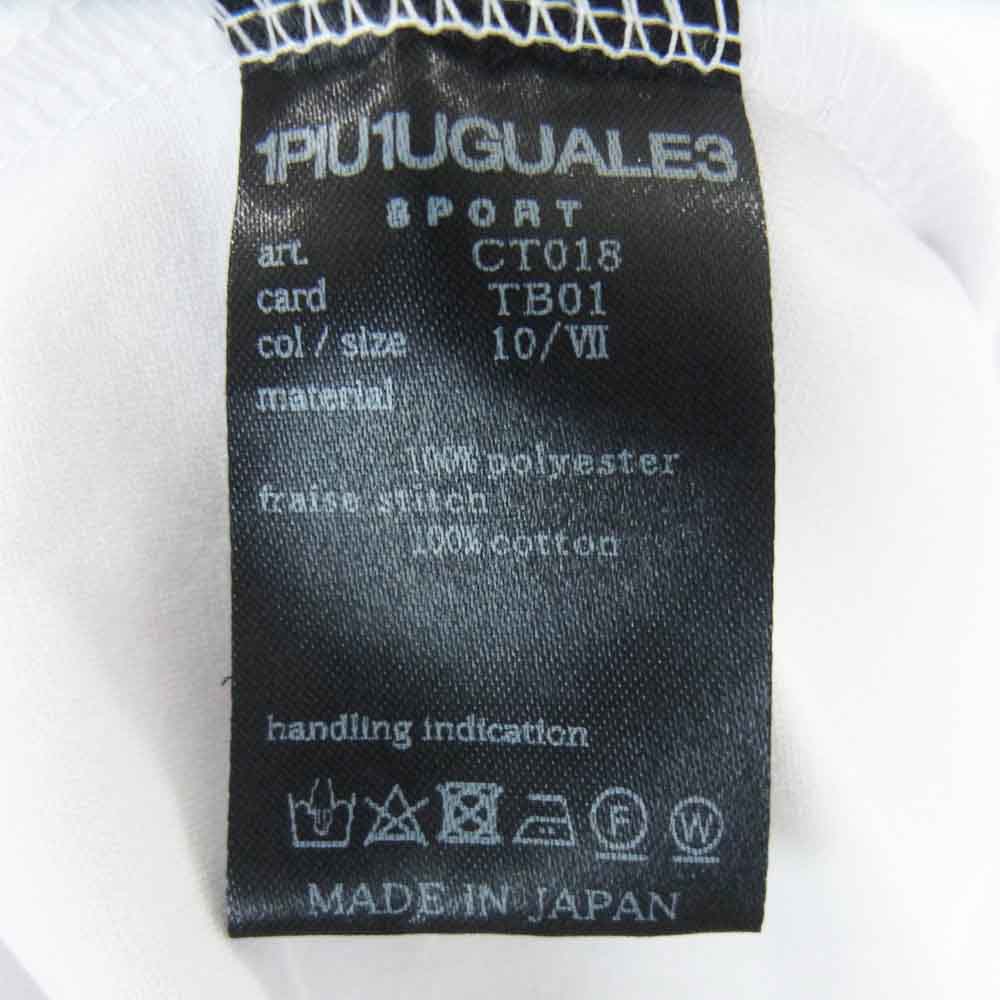 1PIU1UGUALE3
SPORT
art. CT018
card TB01
col / size 10/VII
material
100% polyester
fraise stitch
100% cotton
handling indication
F W
MADE IN JAPAN